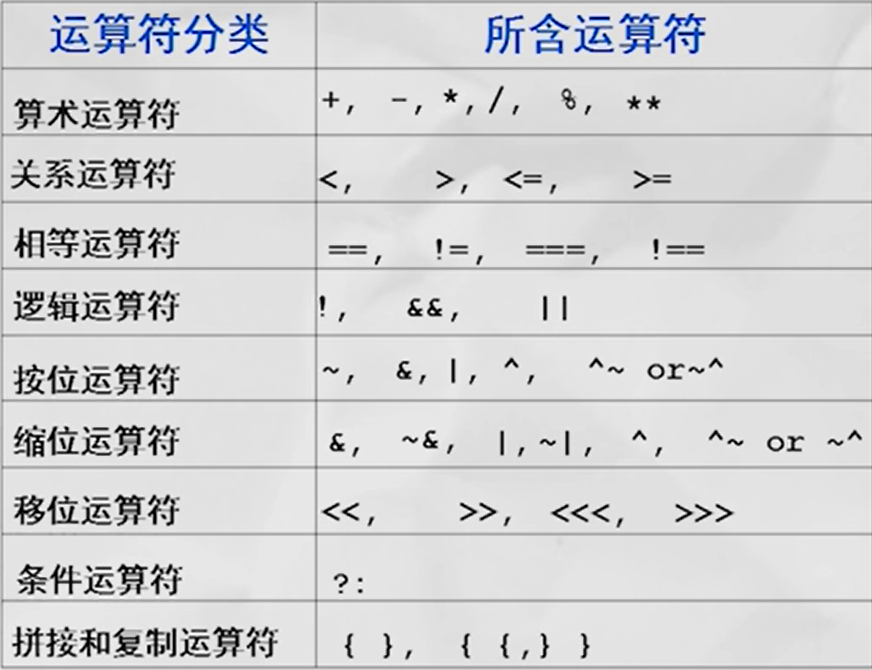 运算符分类 所含运算符
算术运算符 +, -, *, /, %, **
关系运算符 <, >, <=, >=
相等运算符 ==, !=, ===, !==
逻辑运算符 !, &&, ||
按位运算符 ~, &, |, ^, ^~ or~^
缩位运算符 &, ~&, |, ~|, ^, ^~ or ~^
移位运算符 <<, >>, <<<, >>>
条件运算符 ?:
拼接和复制运算符 { }, { {,} }